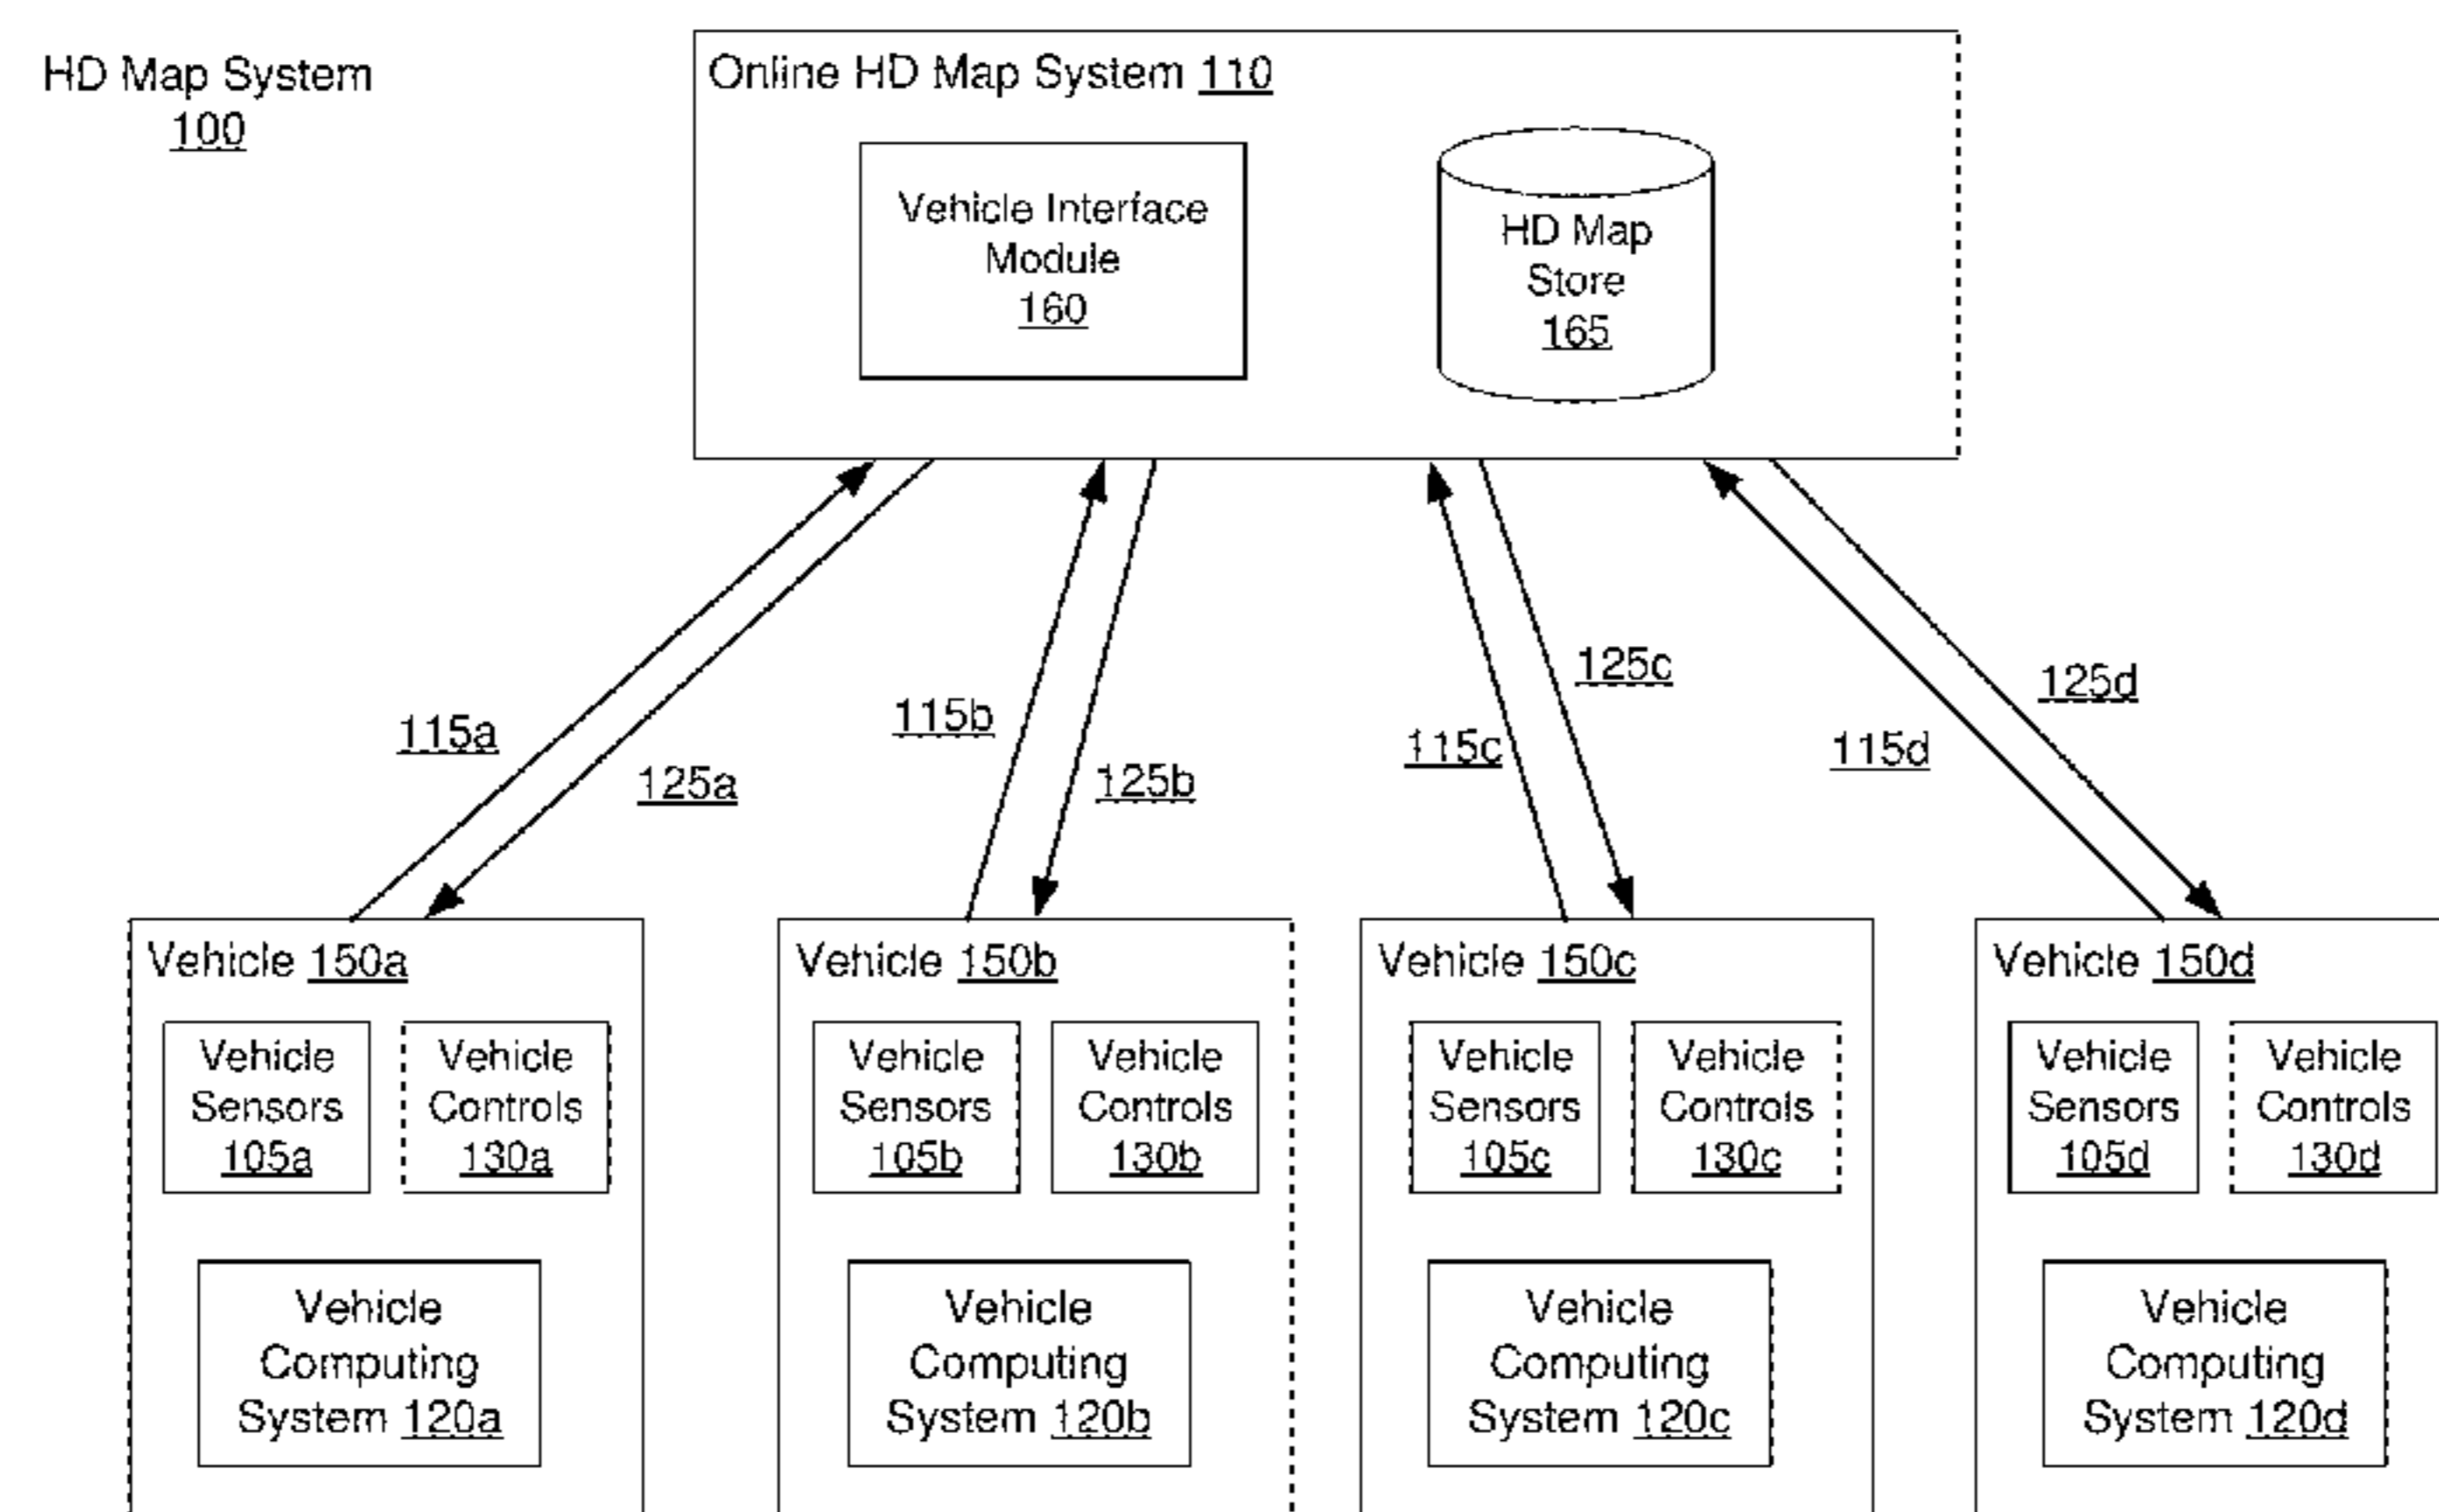 HD Map System
100
Online HD Map System 110
Vehicle Interface
Module
160
HD Map
Store
165
115a
125a
115b
125b
115c
125c
115d
125d
Vehicle 150a
Vehicle
Sensors
105a
Vehicle
Controls
130a
Vehicle
Computing
System 120a
Vehicle 150b
Vehicle
Sensors
105b
Vehicle
Controls
130b
Vehicle
Computing
System 120b
Vehicle 150c
Vehicle
Sensors
105c
Vehicle
Controls
130c
Vehicle
Computing
System 120c
Vehicle 150d
Vehicle
Sensors
105d
Vehicle
Controls
130d
Vehicle
Computing
System 120d